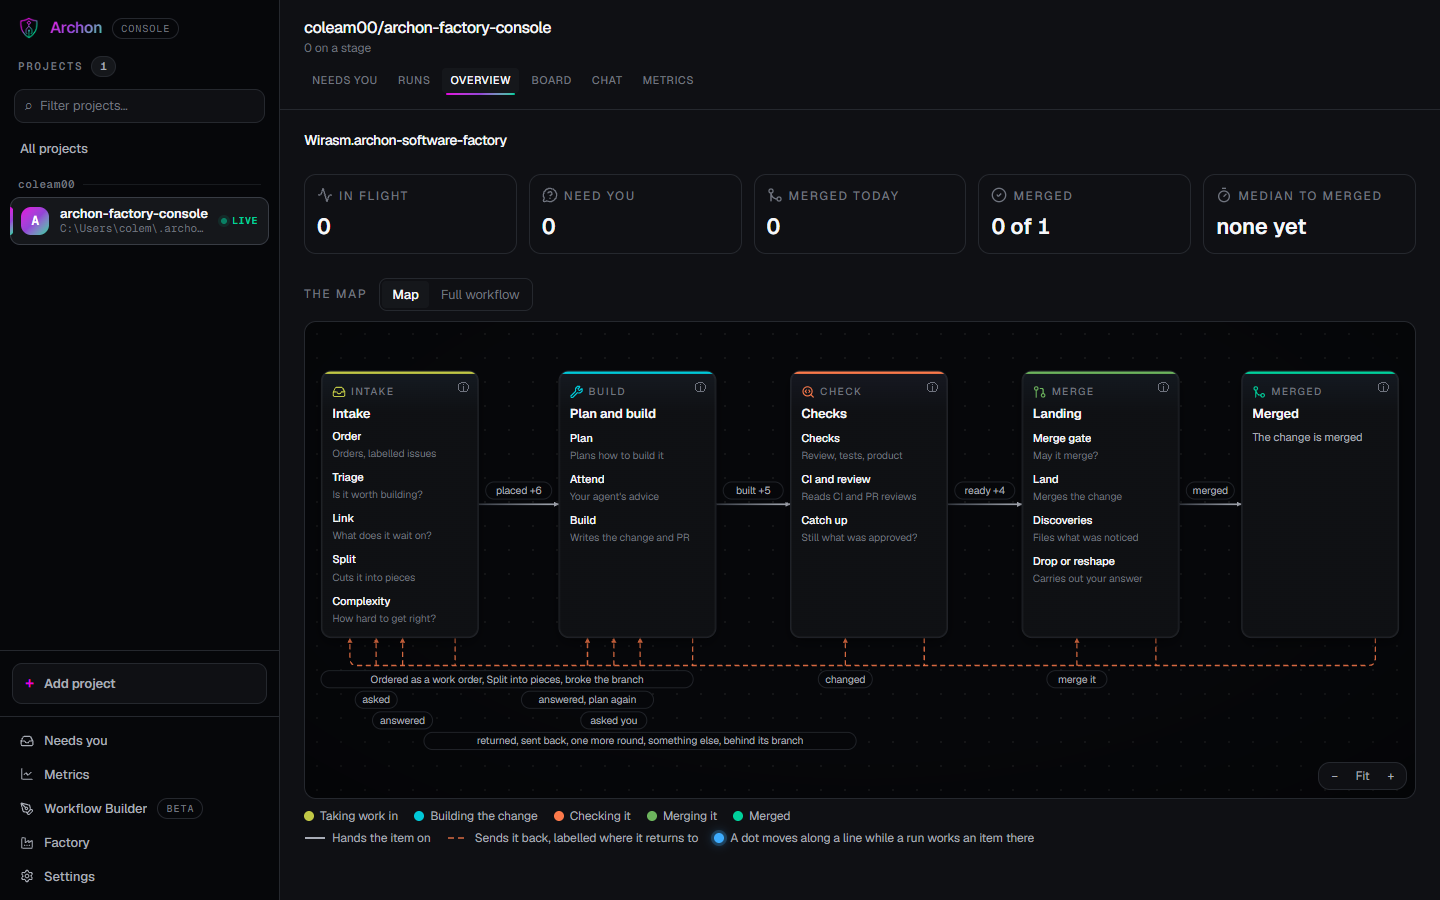 Archon CONSOLE
PROJECTS 1
Filter projects...
All projects
coleam00
A
archon-factory-console
LIVE
C:\Users\colem\.archo…
Add project
Needs you
Metrics
Workflow Builder BETA
Factory
Settings
coleam00/archon-factory-console
0 on a stage
NEEDS YOU RUNS OVERVIEW BOARD CHAT METRICS
Wirasm.archon-software-factory
IN FLIGHT
0
NEED YOU
0
MERGED TODAY
0
MERGED
0 of 1
MEDIAN TO MERGED
none yet
THE MAP Map Full workflow
INTAKE
Intake
Order
Orders, labelled issues
Triage
Is it worth building?
Link
What does it wait on?
Split
Cuts it into pieces
Complexity
How hard to get right?
placed +6
BUILD
Plan and build
Plan
Plans how to build it
Attend
Your agent's advice
Build
Writes the change and PR
built +5
CHECK
Checks
Checks
Review, tests, product
CI and review
Reads CI and PR reviews
Catch up
Still what was approved?
ready +4
MERGE
Landing
Merge gate
May it merge?
Land
Merges the change
Discoveries
Files what was noticed
Drop or reshape
Carries out your answer
merged
MERGED
Merged
The change is merged
Ordered as a work order, Split into pieces, broke the branch
changed
merge it
asked
answered, plan again
answered
asked you
returned, sent back, one more round, something else, behind its branch
− Fit +
Taking work in Building the change Checking it Merging it Merged
Hands the item on Sends it back, labelled where it returns to A dot moves along a line while a run works an item there